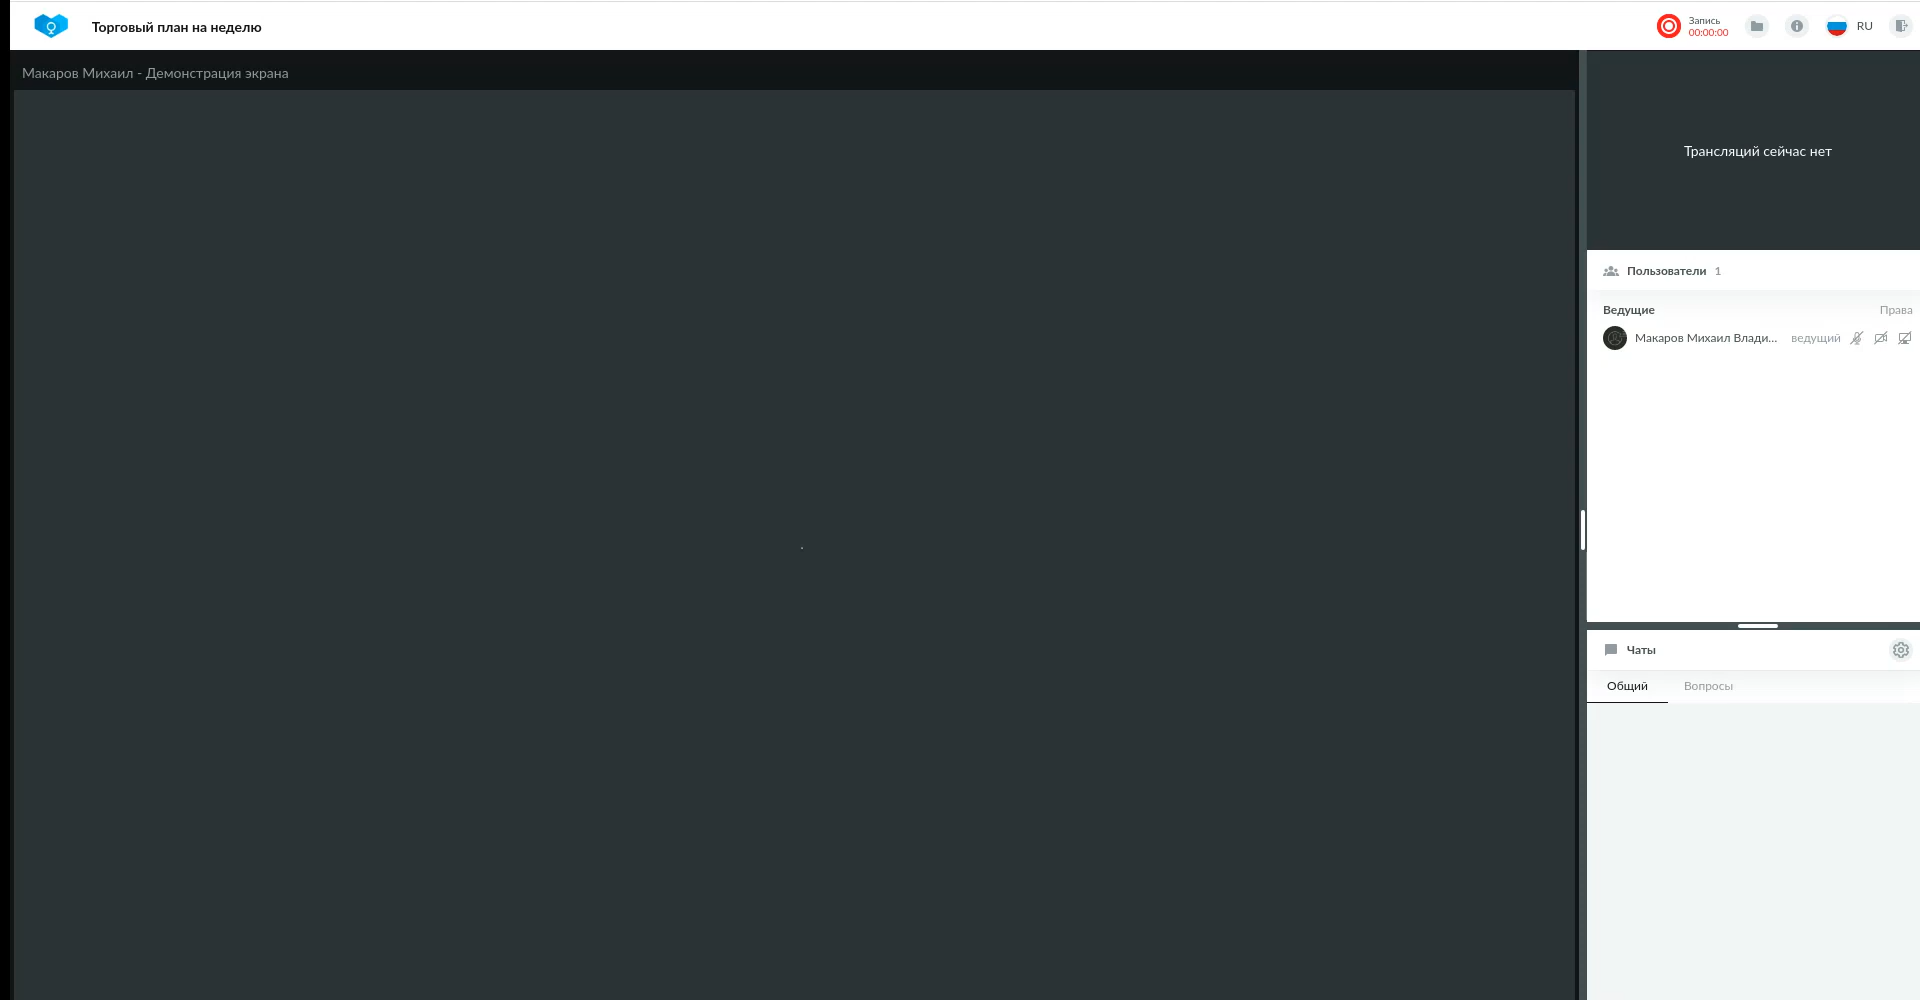 Торговый план на неделю
Запись
00:00:00
RU
Макаров Михаил - Демонстрация экрана
Трансляций сейчас нет
Пользователи 1
Ведущие Права
Макаров Михаил Влади... ведущий
Чаты
Общий Вопросы